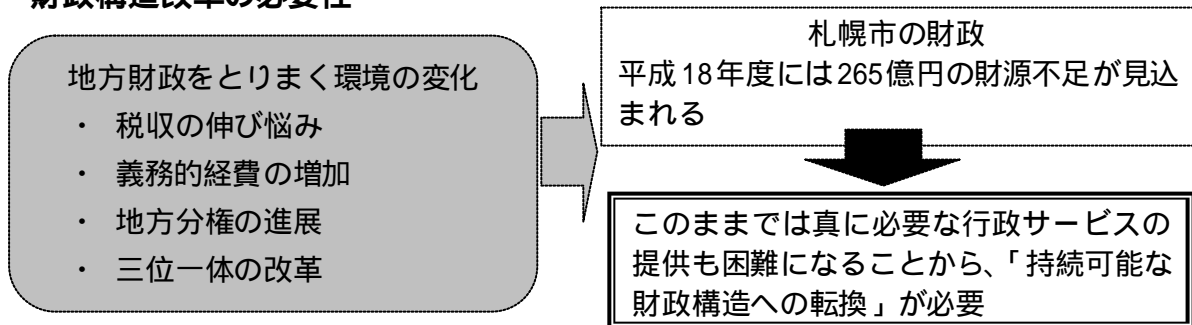 財政構造改革の必要性
地方財政をとりまく環境の変化
・ 税収の伸び悩み
・ 義務的経費の増加
・ 地方分権の進展
・ 三位一体の改革
札幌市の財政
平成18年度には265億円の財源不足が見込
まれる
このままでは真に必要な行政サービスの
提供も困難になることから、「持続可能な
財政構造への転換」が必要